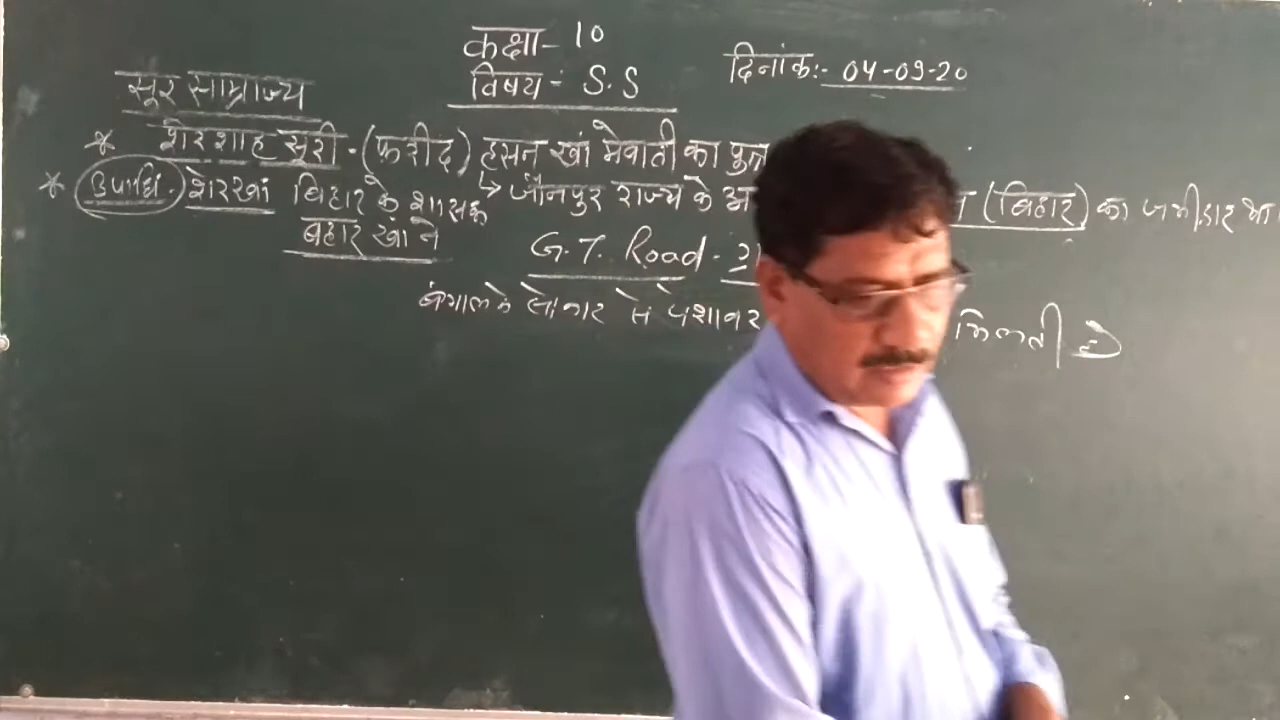 कक्षा- 10
विषय - S.S
दिनांक:- 04-09-20
सूर साम्राज्य
* शेरशाह सूरी - (फ़रीद) हसन खां मेवाती का पुत्र
↳ जौनपुर राज्य के (बिहार) का जमीदार था
* उपाधि. शेरखां बिहार के शासक
बहार खां ने
G.T. Road -
बंगाल के से पेशावर मिलती है